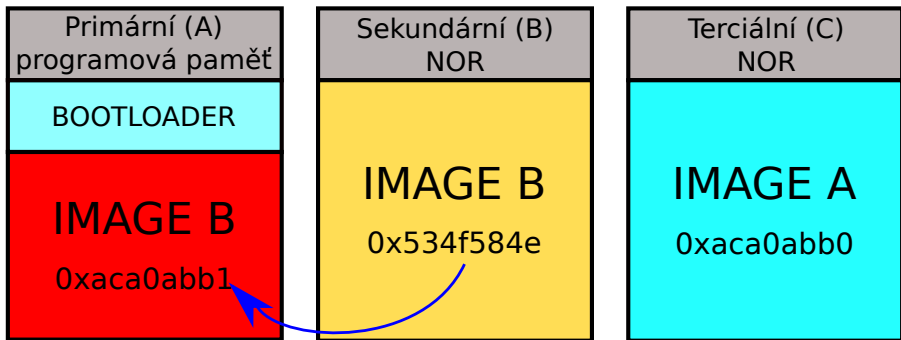 Primární (A)
programová paměť
BOOTLOADER
IMAGE B
0xaca0abb1
Sekundární (B)
NOR
IMAGE B
0x534f584e
Terciální (C)
NOR
IMAGE A
0xaca0abb0